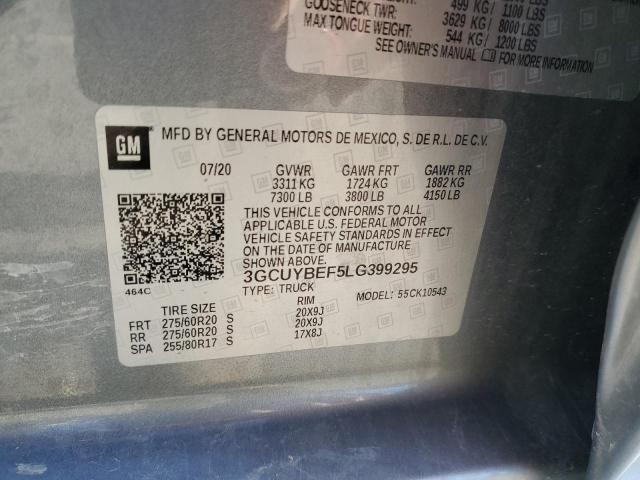 499 KG / 1100 LBS
GOOSENECK TWR: 3629 KG / 8000 LBS
MAX TONGUE WEIGHT: 544 KG / 1200 LBS
SEE OWNER'S MANUAL FOR MORE INFORMATION
GM MFD BY GENERAL MOTORS DE MEXICO, S. DE R.L. DE C.V.
07/20 GVWR GAWR FRT GAWR RR
3311 KG 1724 KG 1882 KG
7300 LB 3800 LB 4150 LB
THIS VEHICLE CONFORMS TO ALL
APPLICABLE U.S. FEDERAL MOTOR
VEHICLE SAFETY STANDARDS IN EFFECT
ON THE DATE OF MANUFACTURE
SHOWN ABOVE.
3GCUYBEF5LG399295
464C TYPE: TRUCK MODEL: 55CK10543
TIRE SIZE RIM
FRT 275/60R20 S 20X9J
RR 275/60R20 S 20X9J
SPA 255/80R17 S 17X8J